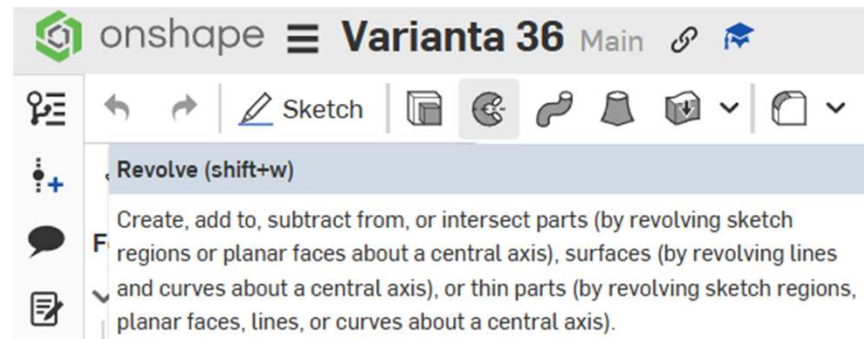 onshape Varianta 36 Main
Sketch
Revolve (shift+w)
Create, add to, subtract from, or intersect parts (by revolving sketch
F regions or planar faces about a central axis), surfaces (by revolving lines
and curves about a central axis), or thin parts (by revolving sketch regions,
planar faces, lines, or curves about a central axis).